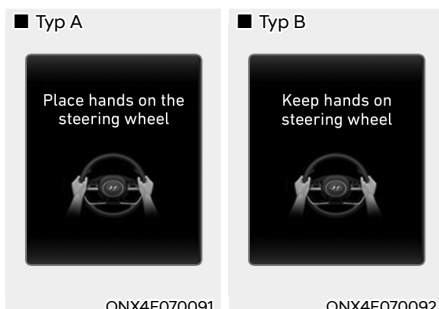 ■ Typ A
Place hands on the
steering wheel
ONX4E070091
■ Typ B
Keep hands on
steering wheel
ONX4E070092